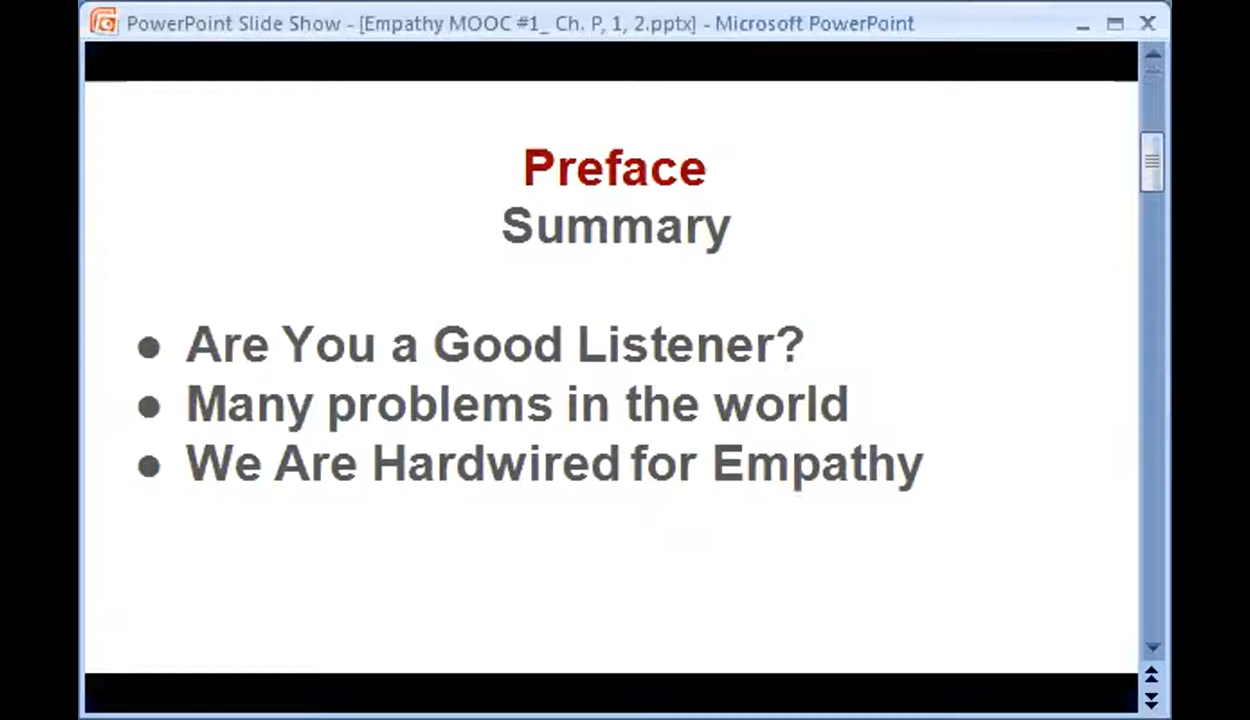 PowerPoint Slide Show - [Empathy MOOC #1_ Ch. P, 1, 2.pptx] - Microsoft PowerPoint
Preface
Summary
● Are You a Good Listener?
● Many problems in the world
● We Are Hardwired for Empathy